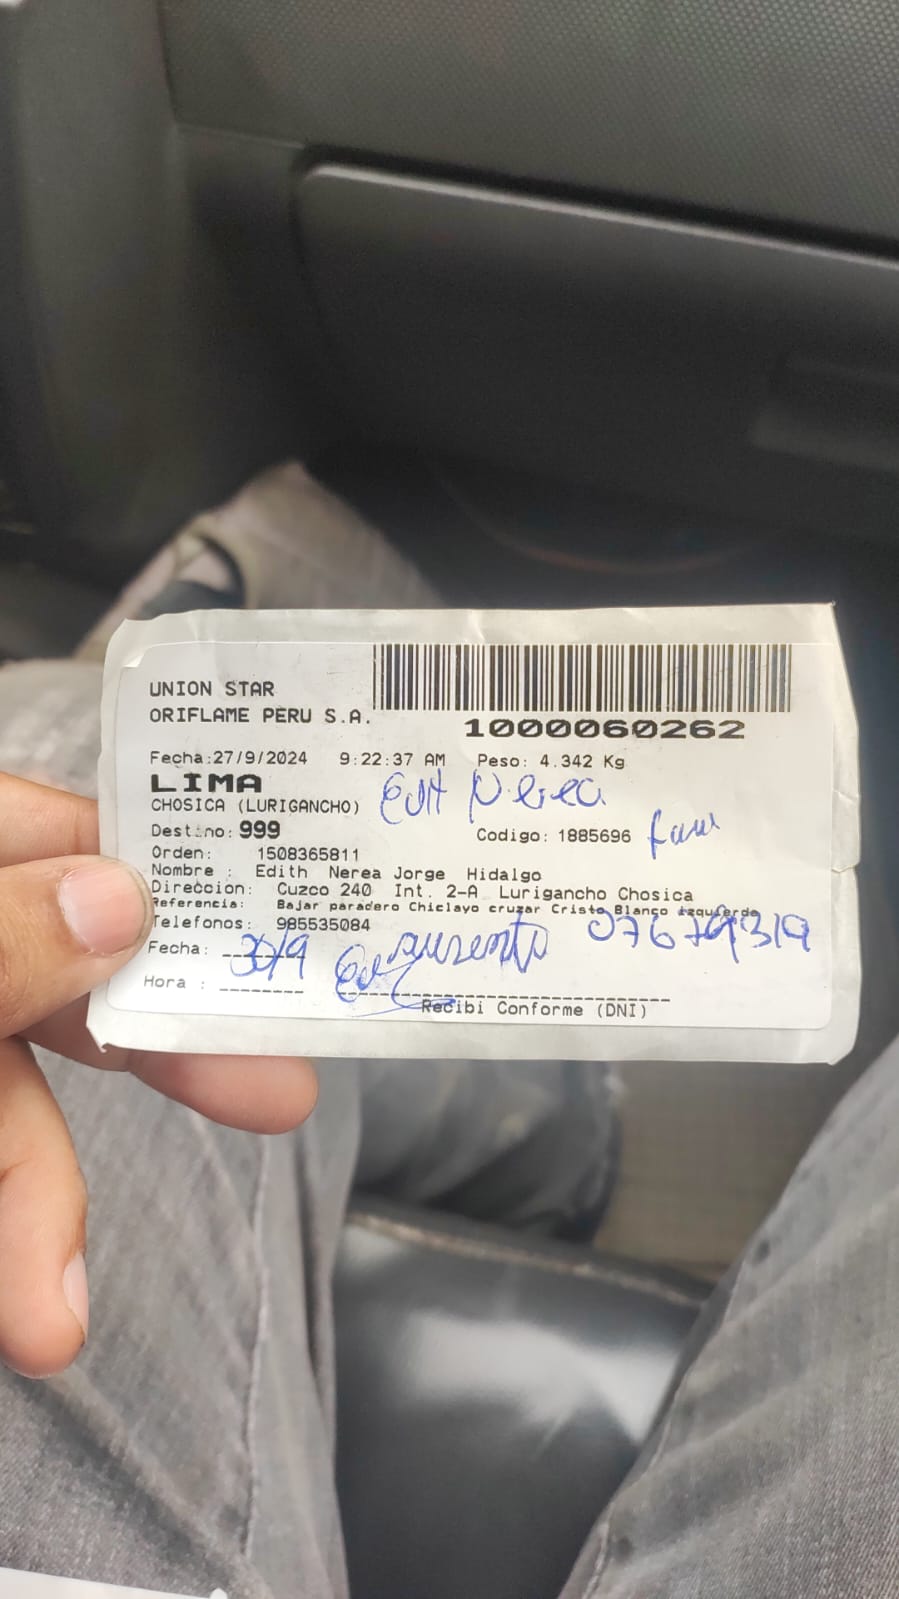 UNION STAR
ORIFLAME PERU S.A.
1000060262
Fecha:27/9/2024 9:22:37 AM Peso: 4.342 Kg
LIMA
CHOSICA (LURIGANCHO)
Destino: 999 Codigo: 1885696
Orden: 1508365811
Nombre : Edith Nerea Jorge Hidalgo
Direccion: Cuzco 240 Int. 2-A Lurigancho Chosica
Referencia: Bajar paradero Chiclayo cruzar Cristo Blanco izquierda
Telefonos: 985535084
Fecha: 30/9
Hora :
Recibi Conforme (DNI)